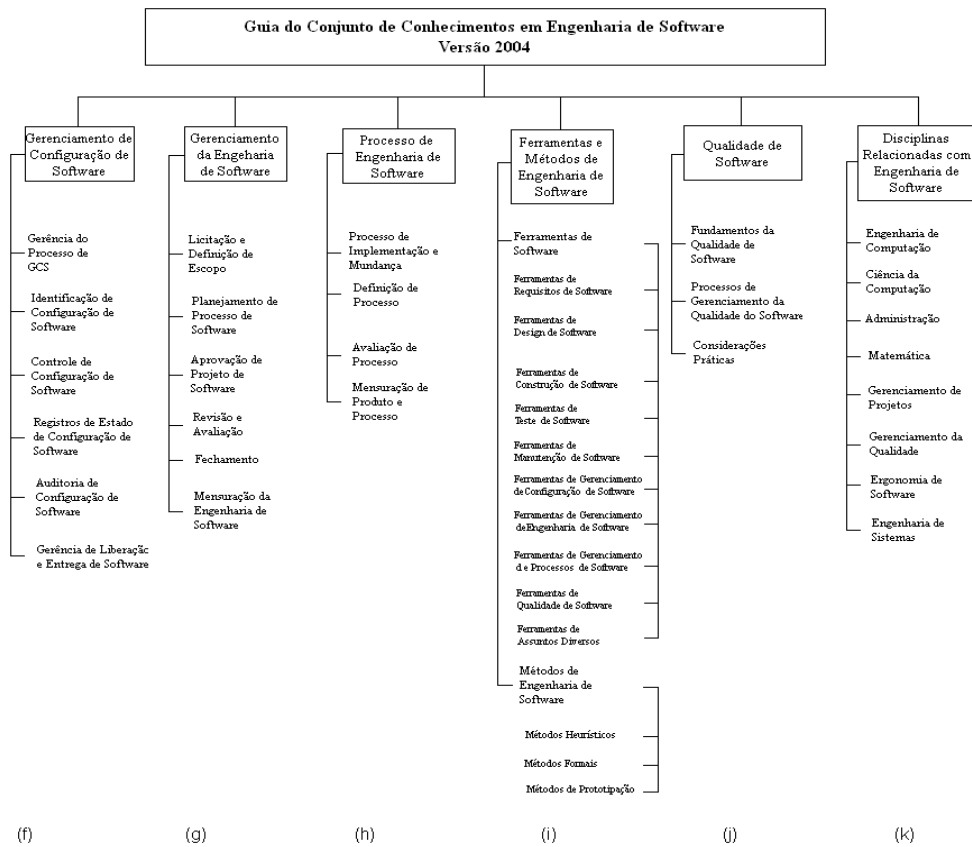 Guia do Conjunto de Conhecimentos em Engenharia de Software
Versão 2004
Gerenciamento de
Configuração de
Software
Gerência do
Processo de
GCS
Identificação de
Configuração de
Software
Controle de
Configuração de
Software
Registros de Estado
de Configuração de
Software
Auditoria de
Configuração de
Software
Gerência de Liberaçã
e Entrega de Software
(f)
Gerenciamento
da Engeharia
de Software
Licitação e
Definição de
Escopo
Planejamento de
Processo de
Software
Aprovação de
Projeto de
Software
Revisão e
Avaliação
Fechamento
Mensuração da
Engenharia de
Software
(g)
Processo de
Engenharia de
Software
Processo de
Implementação e
Mundança
Definição de
Processo
Avaliação de
Processo
Mensuração de
Produto e
Processo
(h)
Ferramentas e
Métodos de
Engenharia de
Software
Ferramentas de
Software
Ferramentas de
Requisitos de Software
Ferramentas de
Design de Software
Ferramentas de
Construção de Software
Ferramentas de
Teste de Software
Ferramentas de
Manutenção de Software
Ferramentas de Gerenciamento
de Configuração de Software
Ferramentas de Gerenciamento
de Engenharia de Software
Ferramentas de Gerenciamento
d e Processos de Software
Ferramentas de
Qualidade de Software
Ferramentas de
Assuntos Diversos
Métodos de
Engenharia de
Software
Métodos Heurísticos
Métodos Formais
Métodos de Prototipação
(i)
Qualidade de
Software
Fundamentos da
Qualidade de
Software
Processos de
Gerenciamento da
Qualidade do Software
Considerações
Práticas
(j)
Disciplinas
Relacionadas com
Engenharia de
Software
Engenharia de
Computação
Ciência da
Computação
Administração
Matemática
Gerenciamento
de Projetos
Gerenciamento da
Qualidade
Ergonomia de
Software
Engenharia de
Sistemas
(k)